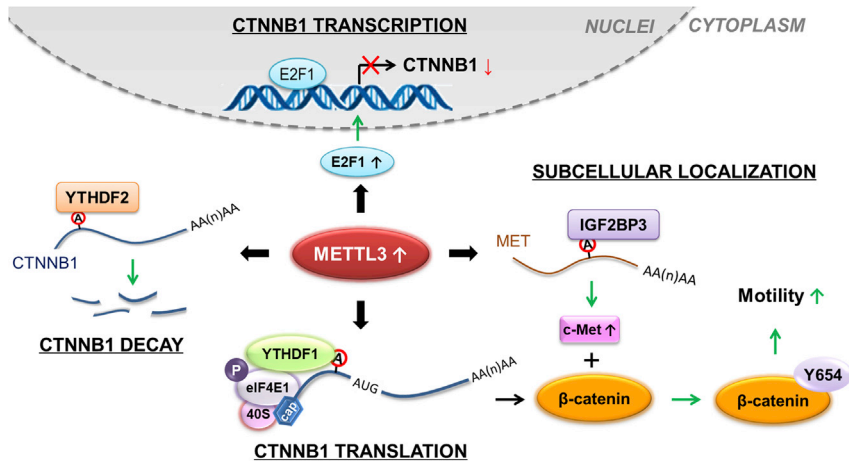 CTNNB1 TRANSCRIPTION
NUCLEI
CYTOPLASM
E2F1
CTNNB1 ↓
E2F1 ↑
SUBCELLULAR LOCALIZATION
YTHDF2
A
AA(n)AA
CTNNB1
CTNNB1 DECAY
METTL3 ↑
MET
IGF2BP3
A
AA(n)AA
c-Met ↑
+
Motility ↑
YTHDF1
A
P
eIF4E1
40S
cap
AUG
AA(n)AA
CTNNB1 TRANSLATION
β-catenin
β-catenin
Y654